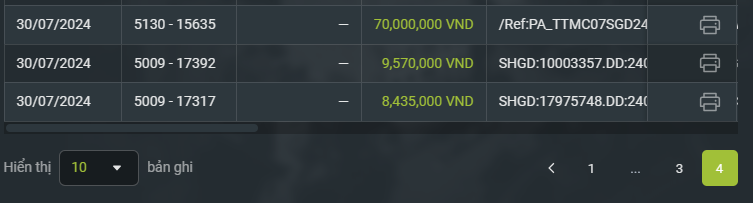 30/07/2024 5130 - 15635 — 70,000,000 VND /Ref:PA_TTMC07SGD24
30/07/2024 5009 - 17392 — 9,570,000 VND SHGD:10003357.DD:240
30/07/2024 5009 - 17317 — 8,435,000 VND SHGD:17975748.DD:240
Hiển thị 10 bản ghi 1 ... 3 4